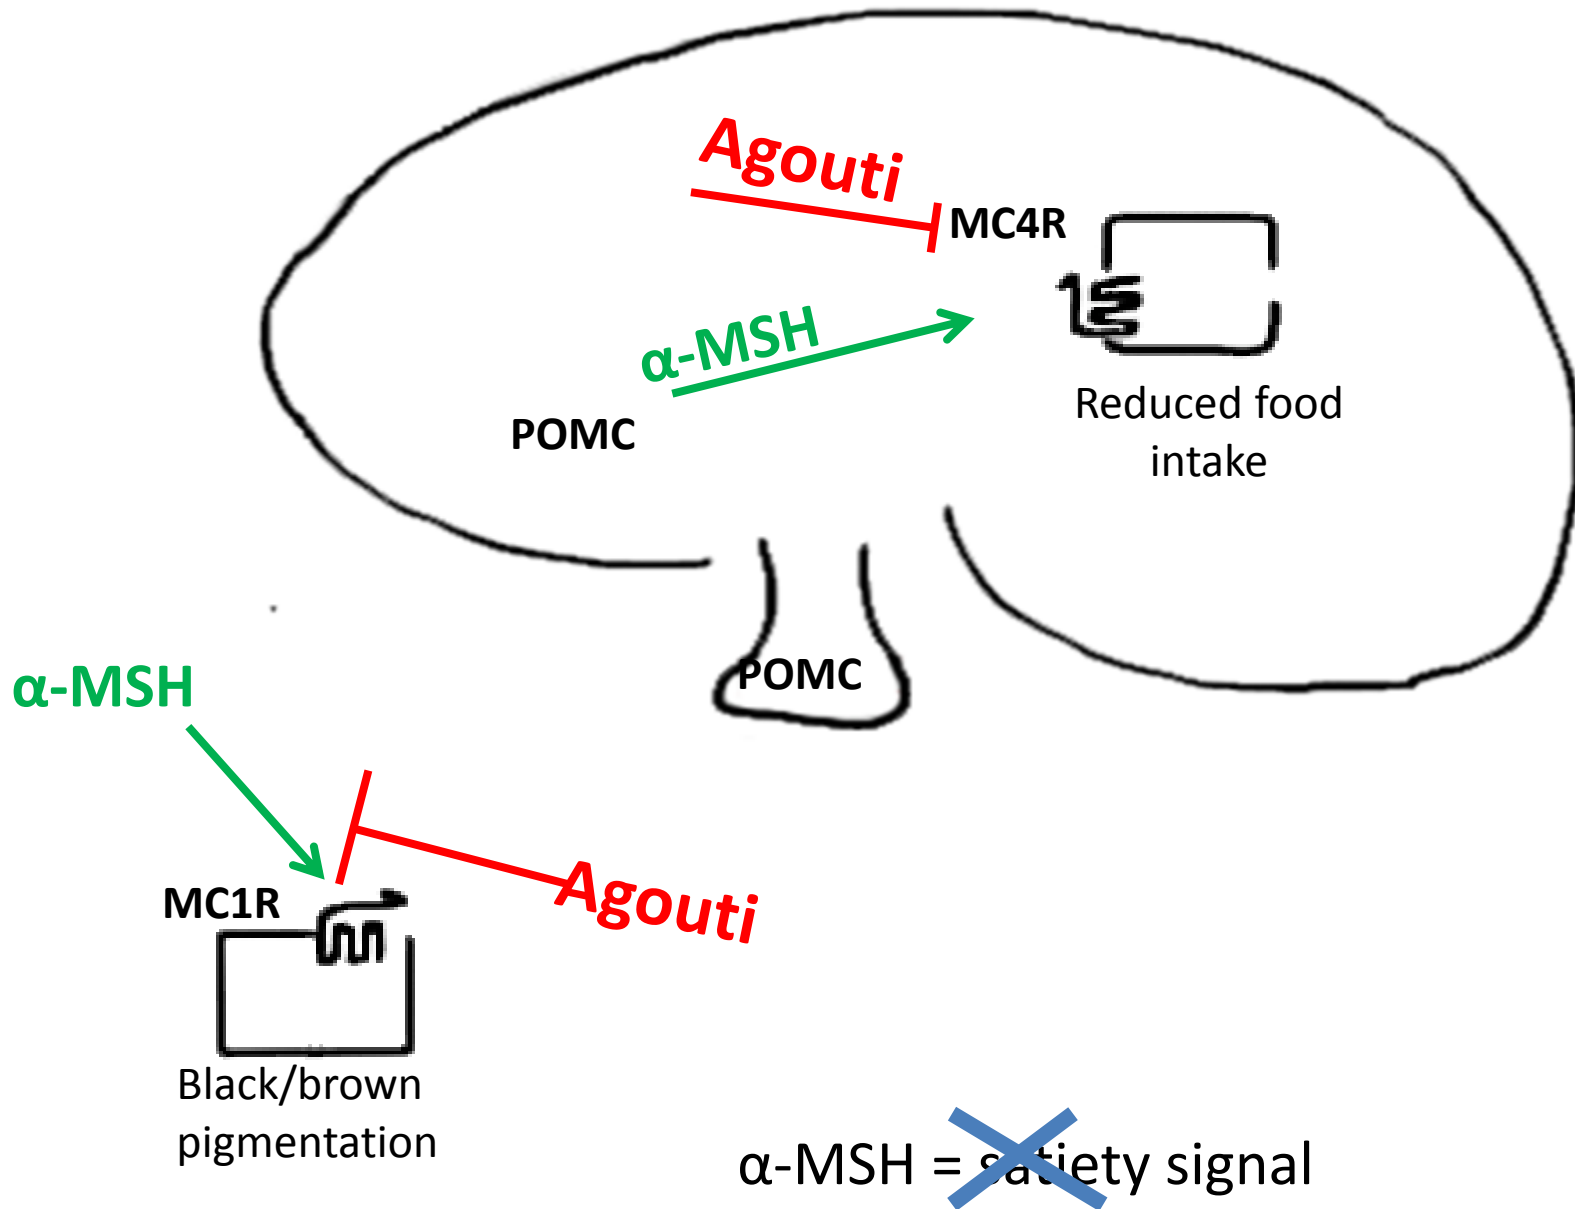 Agouti
MC4R
α-MSH
POMC
Reduced food
intake
POMC
α-MSH
MC1R
Agouti
Black/brown
pigmentation
α-MSH = satiety signal